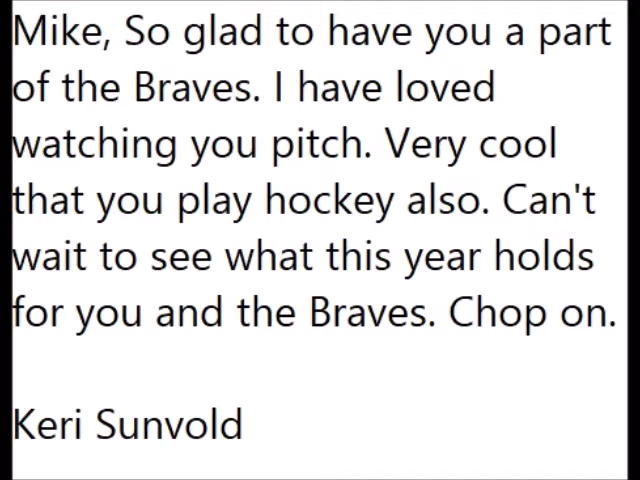 Mike, So glad to have you a part
of the Braves. I have loved
watching you pitch. Very cool
that you play hockey also. Can't
wait to see what this year holds
for you and the Braves. Chop on.
Keri Sunvold